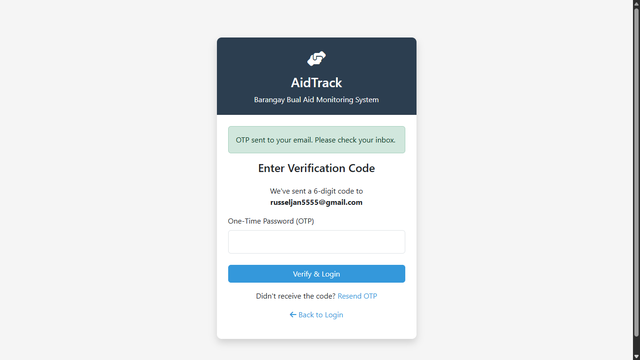 AidTrack
Barangay Bual Aid Monitoring System
OTP sent to your email. Please check your inbox.
Enter Verification Code
We've sent a 6-digit code to
russeljan5555@gmail.com
One-Time Password (OTP)
Verify & Login
Didn't receive the code? Resend OTP
← Back to Login